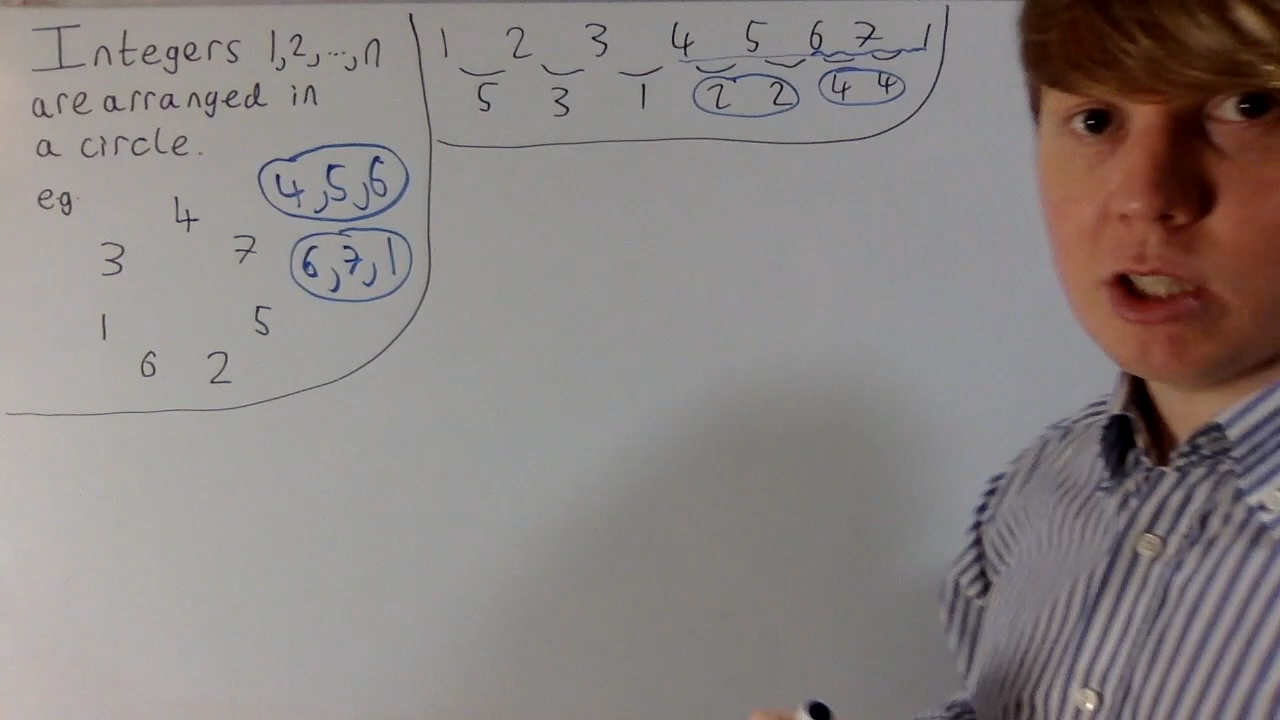 Integers 1,2,...,n
are arranged in
a circle.
eg.
4
3
7
1
5
6 2
4,5,6
6,7,1
1 2 3 4 5 6 7 1
5 3 1 2 2 4 4